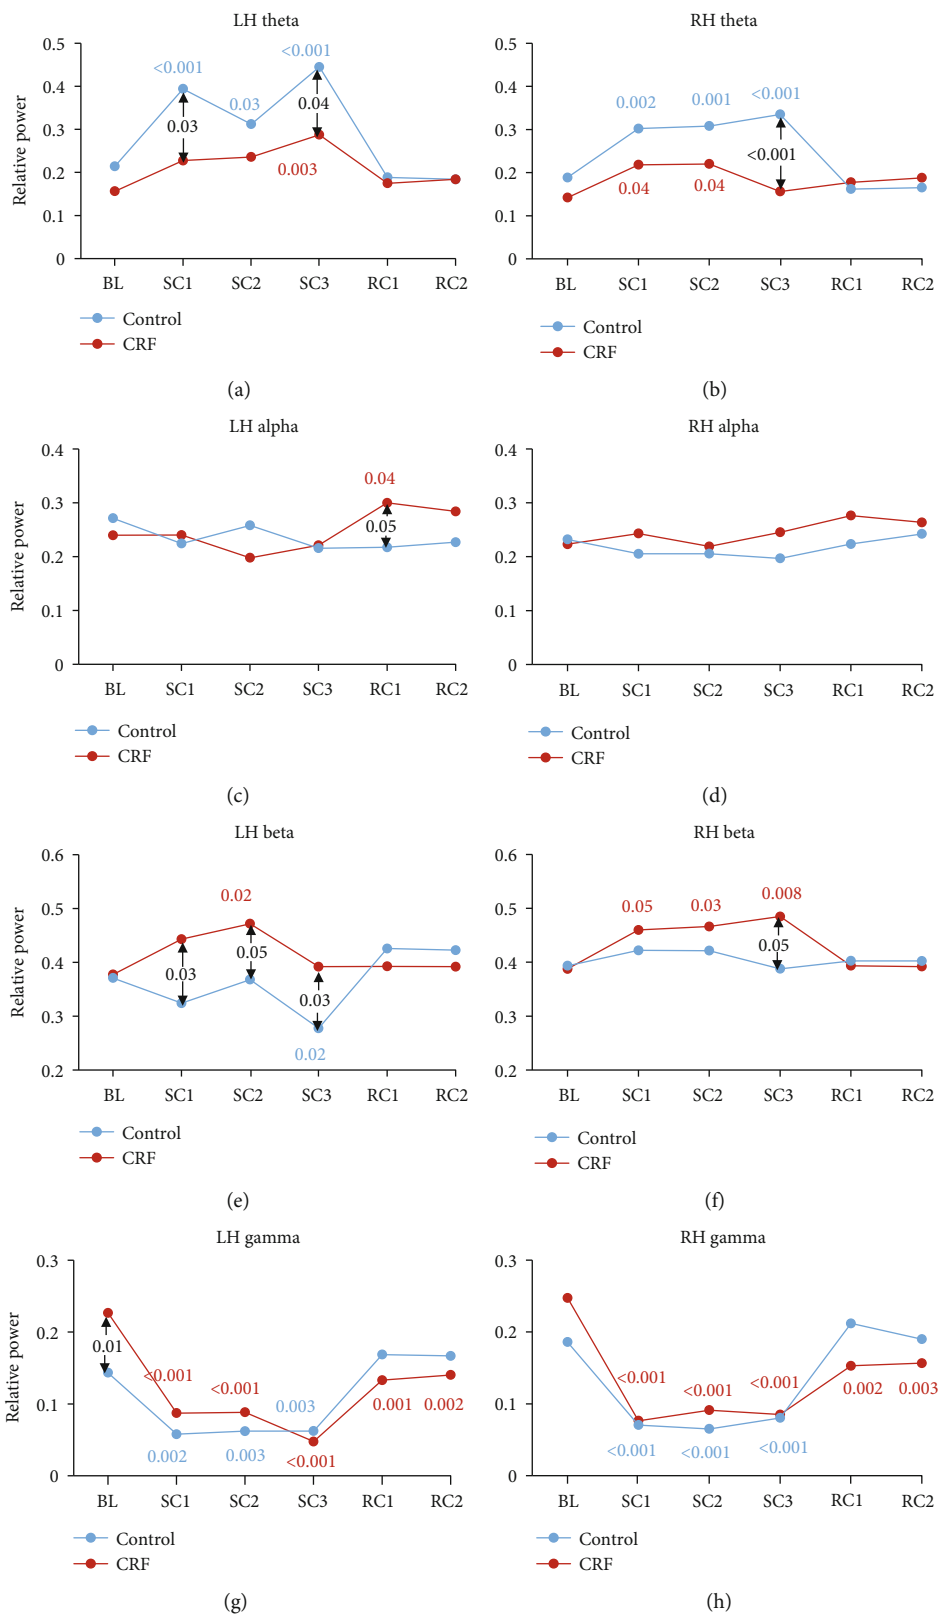 LH theta
Relative power
0.5
0.4
0.3
0.2
0.1
0
<0.001
0.03
<0.001
0.03
0.04
0.003
BL SC1 SC2 SC3 RC1 RC2
Control
CRF
(a)
RH theta
0.5
0.4
0.3
0.2
0.1
0
0.002
0.001
<0.001
<0.001
0.04
0.04
BL SC1 SC2 SC3 RC1 RC2
Control
CRF
(b)
LH alpha
Relative power
0.4
0.3
0.2
0.1
0
0.04
0.05
BL SC1 SC2 SC3 RC1 RC2
Control
CRF
(c)
RH alpha
0.4
0.3
0.2
0.1
0
BL SC1 SC2 SC3 RC1 RC2
Control
CRF
(d)
LH beta
Relative power
0.6
0.5
0.4
0.3
0.2
0.02
0.03
0.05
0.03
0.02
BL SC1 SC2 SC3 RC1 RC2
Control
CRF
(e)
RH beta
0.6
0.5
0.4
0.3
0.2
0.05
0.03
0.008
0.05
BL SC1 SC2 SC3 RC1 RC2
Control
CRF
(f)
LH gamma
Relative power
0.3
0.2
0.1
0
0.01
<0.001
<0.001
0.003
0.001
0.002
0.002
0.003
<0.001
BL SC1 SC2 SC3 RC1 RC2
Control
CRF
(g)
RH gamma
0.3
0.2
0.1
0
<0.001
<0.001
<0.001
0.002
0.003
<0.001
<0.001
<0.001
BL SC1 SC2 SC3 RC1 RC2
Control
CRF
(h)